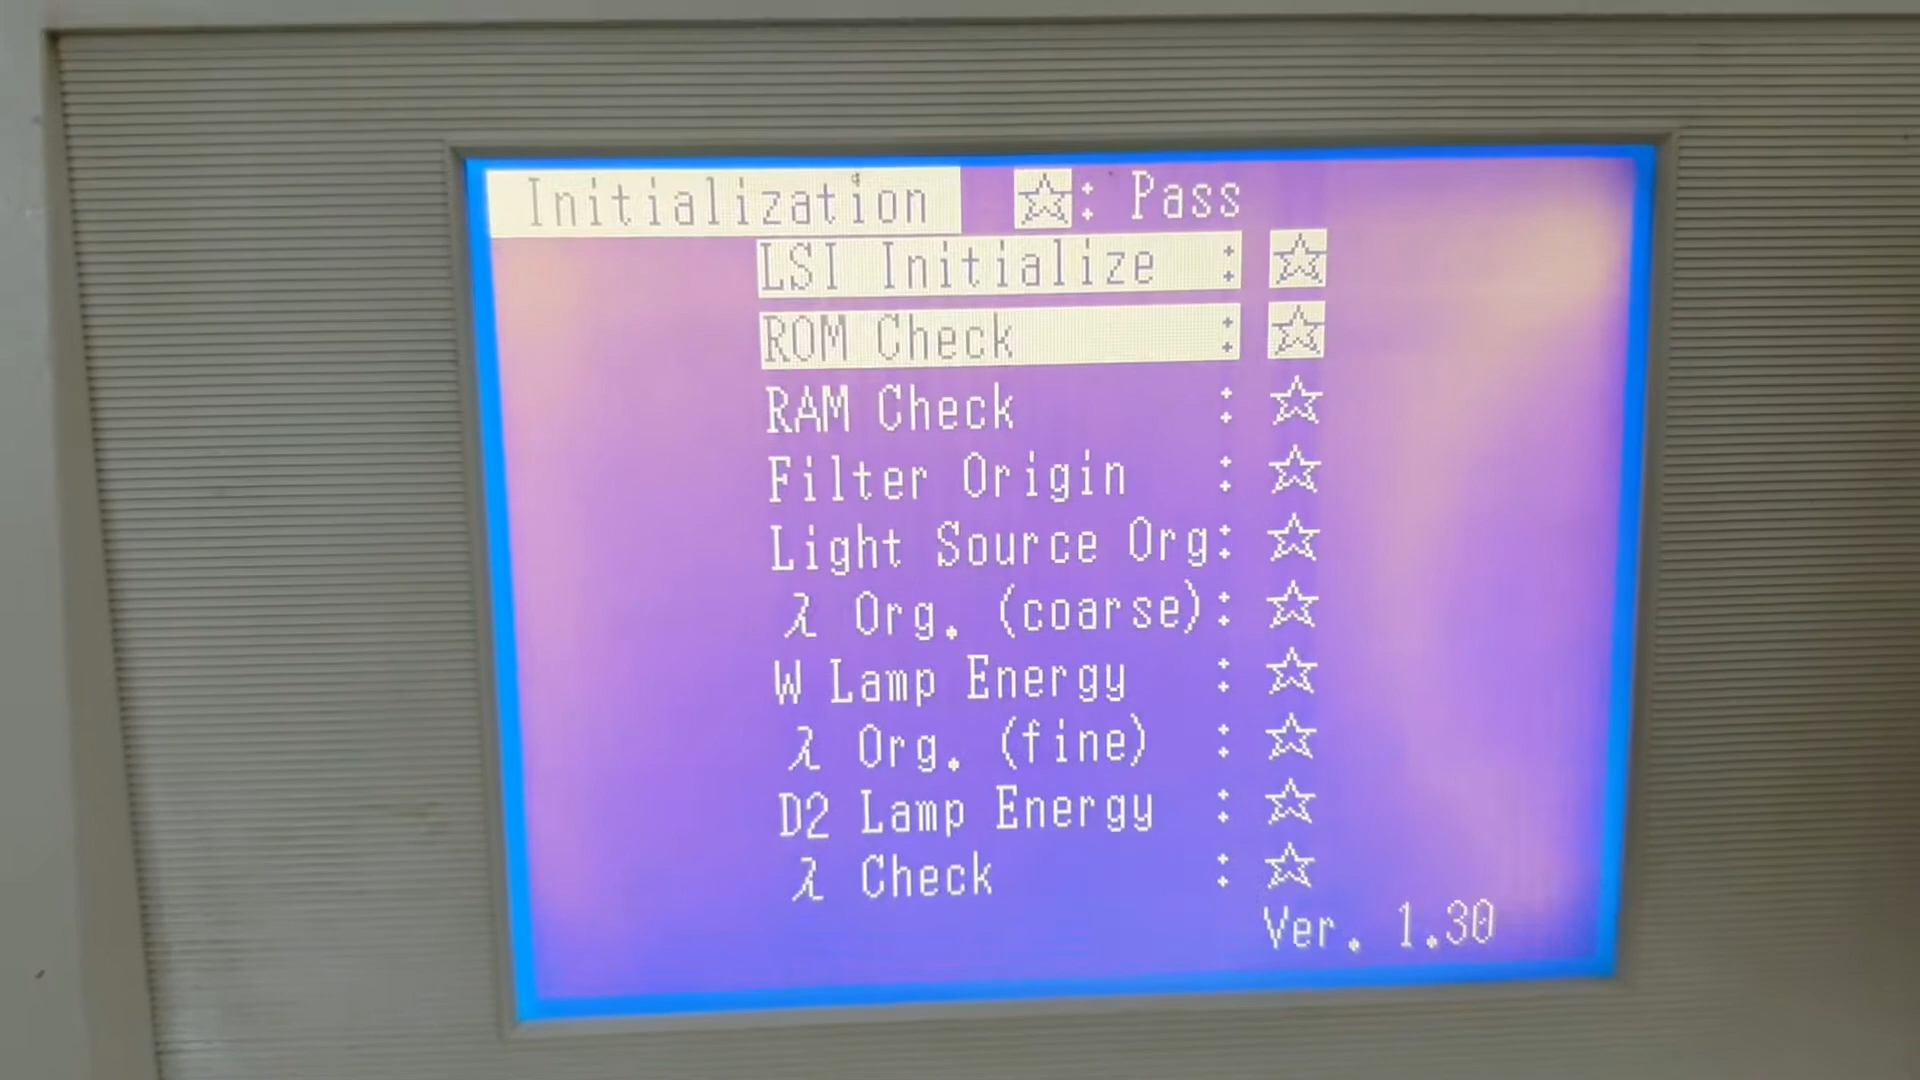 Initialization ☆: Pass
LSI Initialize : ☆
ROM Check : ☆
RAM Check : ☆
Filter Origin : ☆
Light Source Org: ☆
λ Org. (coarse): ☆
W Lamp Energy : ☆
λ Org. (fine) : ☆
D2 Lamp Energy : ☆
λ Check : ☆
Ver. 1.30